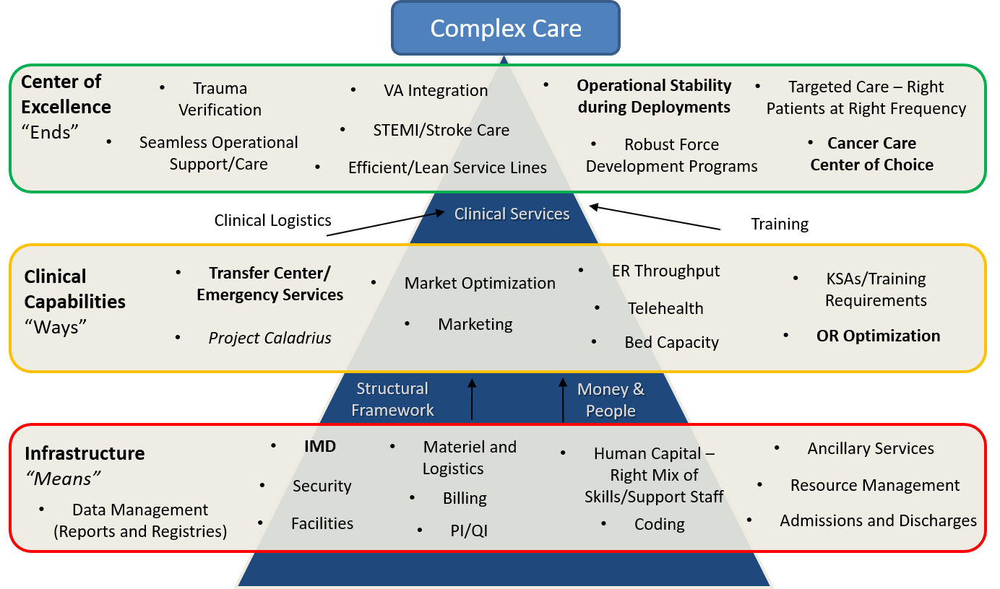 Complex Care
Center of
Excellence
“Ends”
• Trauma
Verification
• Seamless Operational
Support/Care
• VA Integration
• STEMI/Stroke Care
• Efficient/Lean Service Lines
• Operational Stability
during Deployments
• Robust Force
Development Programs
• Targeted Care – Right
Patients at Right Frequency
• Cancer Care
Center of Choice
Clinical Logistics
Clinical Services
Training
Clinical
Capabilities
“Ways”
• Transfer Center/
Emergency Services
• Project Caladrius
• Market Optimization
• Marketing
• ER Throughput
• Telehealth
• Bed Capacity
• KSAs/Training
Requirements
• OR Optimization
Structural
Framework
Money &
People
Infrastructure
“Means”
• Data Management
(Reports and Registries)
• IMD
• Security
• Facilities
• Materiel and
Logistics
• Billing
• PI/QI
• Human Capital –
Right Mix of
Skills/Support Staff
• Coding
• Ancillary Services
• Resource Management
• Admissions and Discharges